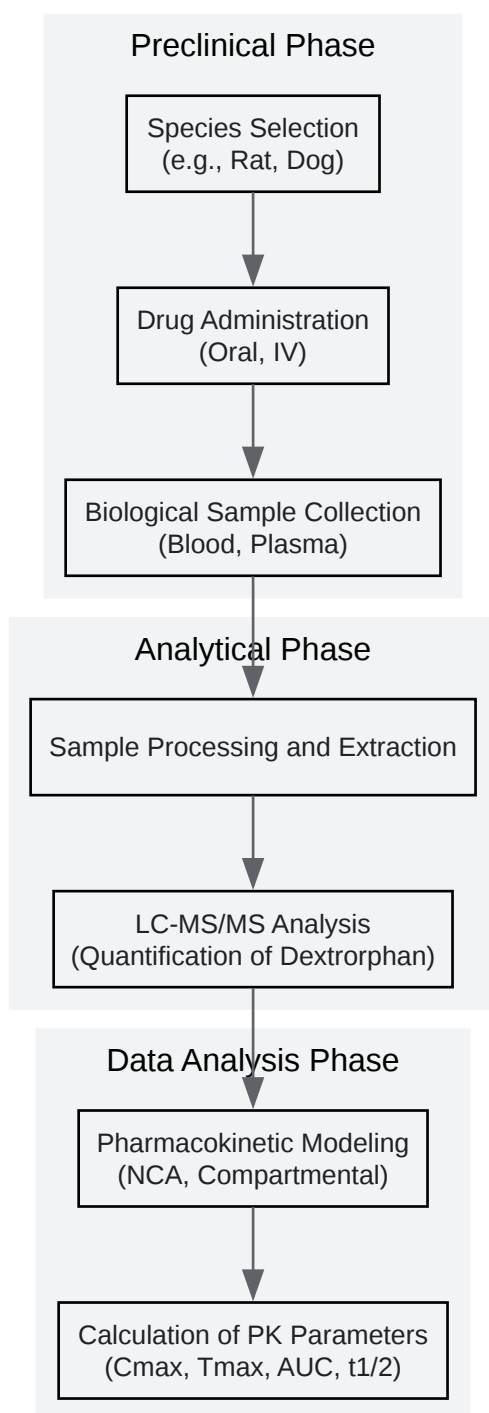 Preclinical Phase
Species Selection
(e.g., Rat, Dog)
Drug Administration
(Oral, IV)
Biological Sample Collection
(Blood, Plasma)
Analytical Phase
Sample Processing and Extraction
LC-MS/MS Analysis
(Quantification of Dextrorphan)
Data Analysis Phase
Pharmacokinetic Modeling
(NCA, Compartmental)
Calculation of PK Parameters
(Cmax, Tmax, AUC, t1/2)